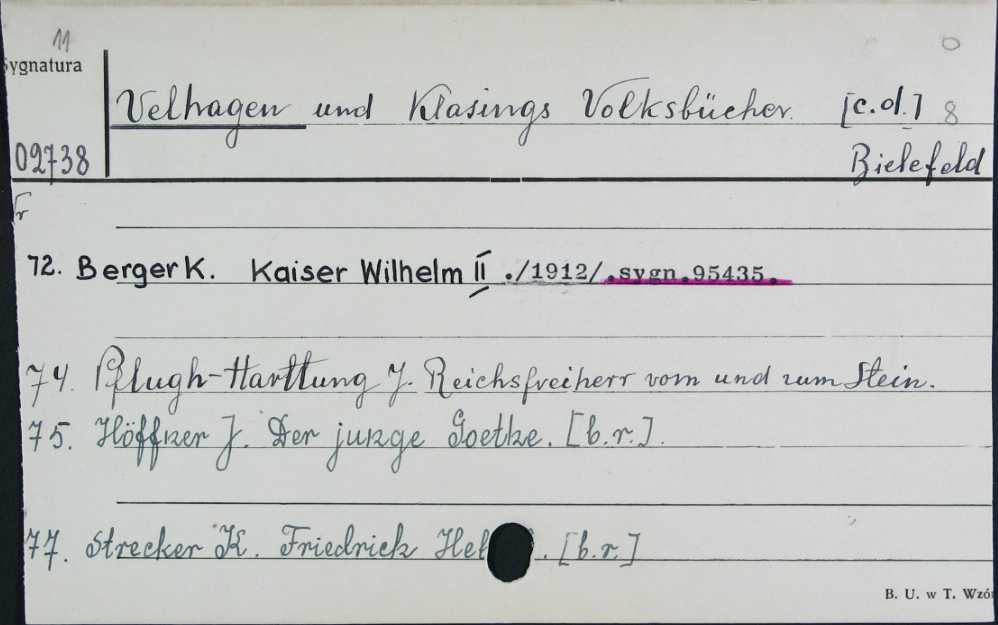 11
Sygnatura
Velhagen und Klasings Volksbücher. [c.d.] 8
02738
Bielefeld
72. Berger K. Kaiser Wilhelm II ./1912/.sygn.95435.
74. Pflugh-Harttung J. Reichsfreiherr vom und zum Stein.
75. Höffner J. Der junge Goethe. [b.r.].
77. Strecker K. Friedrich . [b.r.]
B. U. w T. Wzór